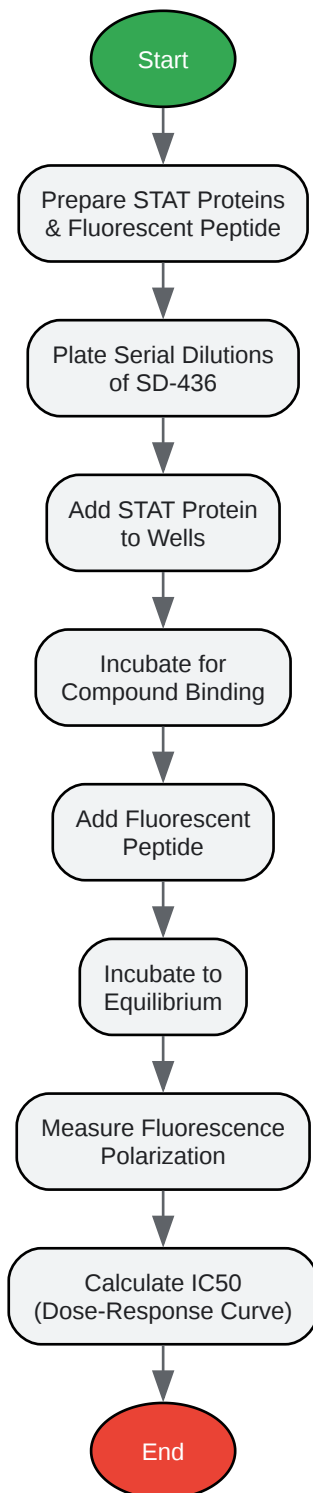 Start
Prepare STAT Proteins
& Fluorescent Peptide
Plate Serial Dilutions
of SD-436
Add STAT Protein
to Wells
Incubate for
Compound Binding
Add Fluorescent
Peptide
Incubate to
Equilibrium
Measure Fluorescence
Polarization
Calculate IC50
(Dose-Response Curve)
End